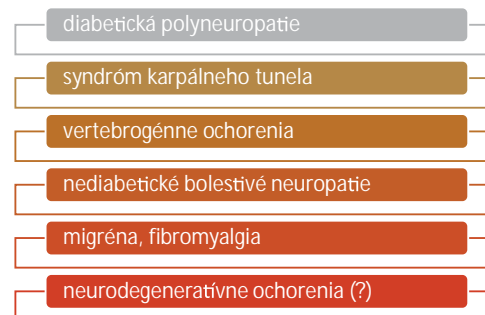 diabetická polyneuropatie
syndróm karpálneho tunela
vertebrogénne ochorenia
nediabetické bolestivé neuropatie
migréna, fibromyalgia
neurodegeneratívne ochorenia (?)